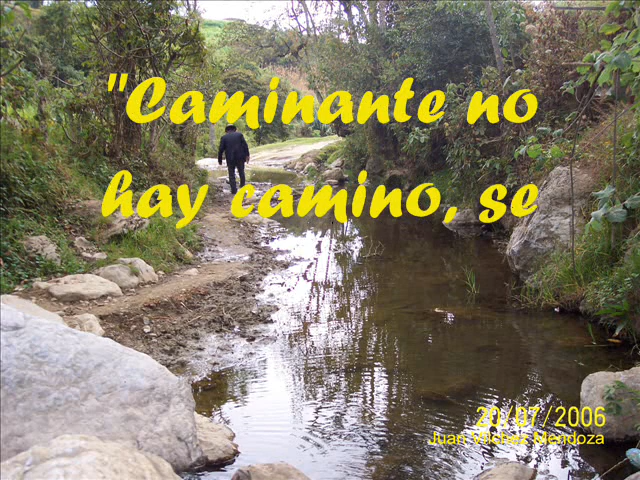 "Caminante no
hay camino, se
20/07/2006
Juan Vilchez Mendoza